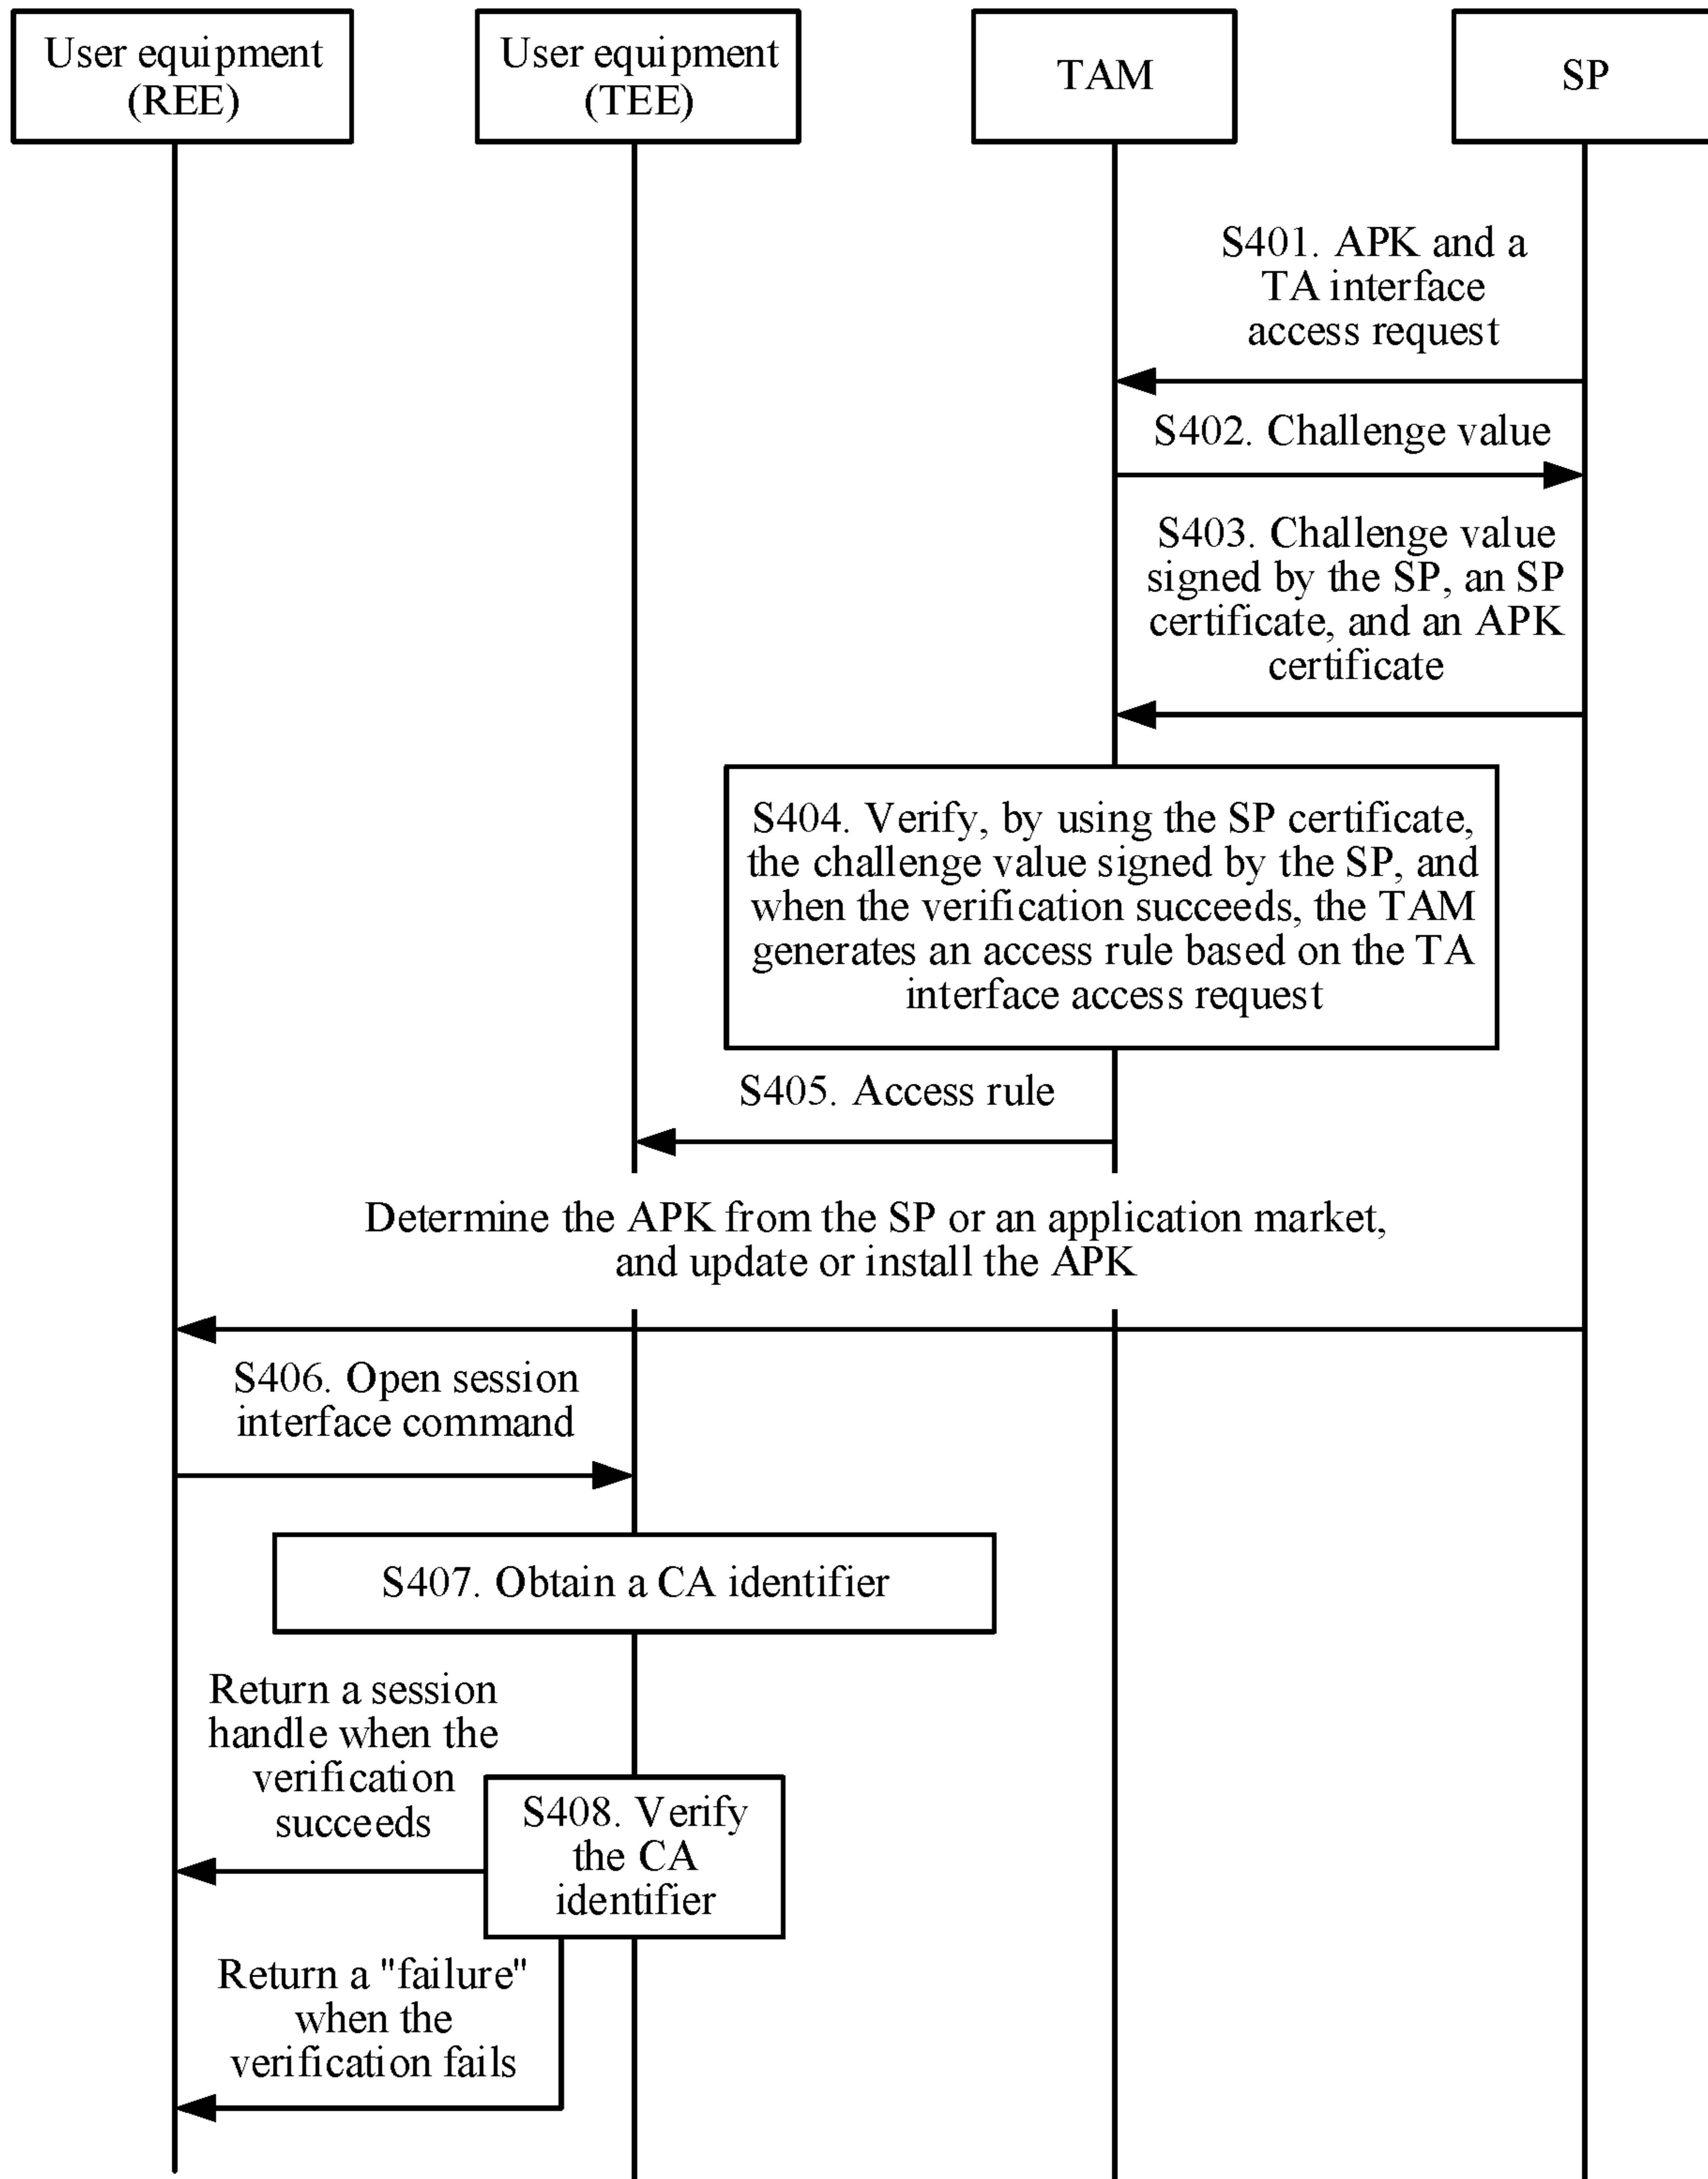 User equipment
(REE)
User equipment
(TEE)
TAM
SP
S401. APK and a
TA interface
access request
S402. Challenge value
S403. Challenge value
signed by the SP, an SP
certificate, and an APK
certificate
S404. Verify, by using the SP certificate,
the challenge value signed by the SP, and
when the verification succeeds, the TAM
generates an access rule based on the TA
interface access request
S405. Access rule
Determine the APK from the SP or an application market,
and update or install the APK
S406. Open session
interface command
S407. Obtain a CA identifier
Return a session
handle when the
verification
succeeds
S408. Verify
the CA
identifier
Return a "failure"
when the
verification fails